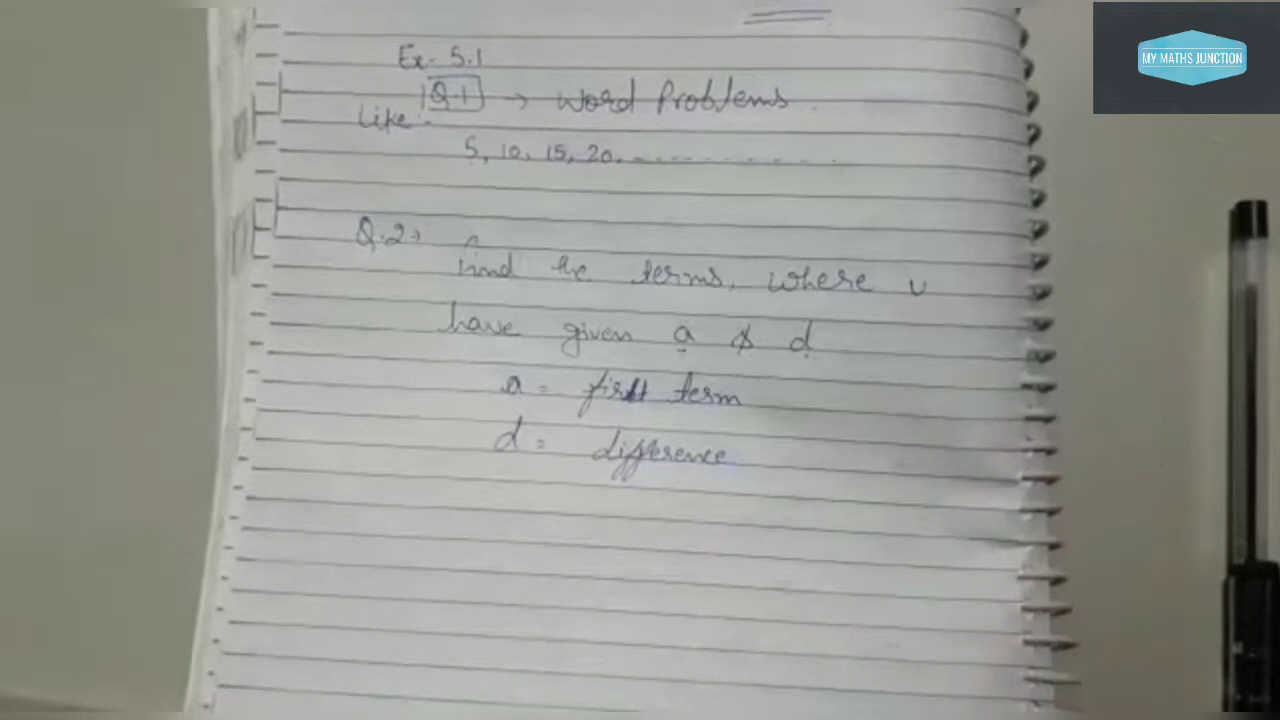 MY MATHS JUNCTION
Ex- 5.1
Q.1 → Word Problems
Like:-
5, 10, 15, 20, - - - - - - - - - -
Q.2→
find the terms, where u
have given a & d
a = first term
d = difference